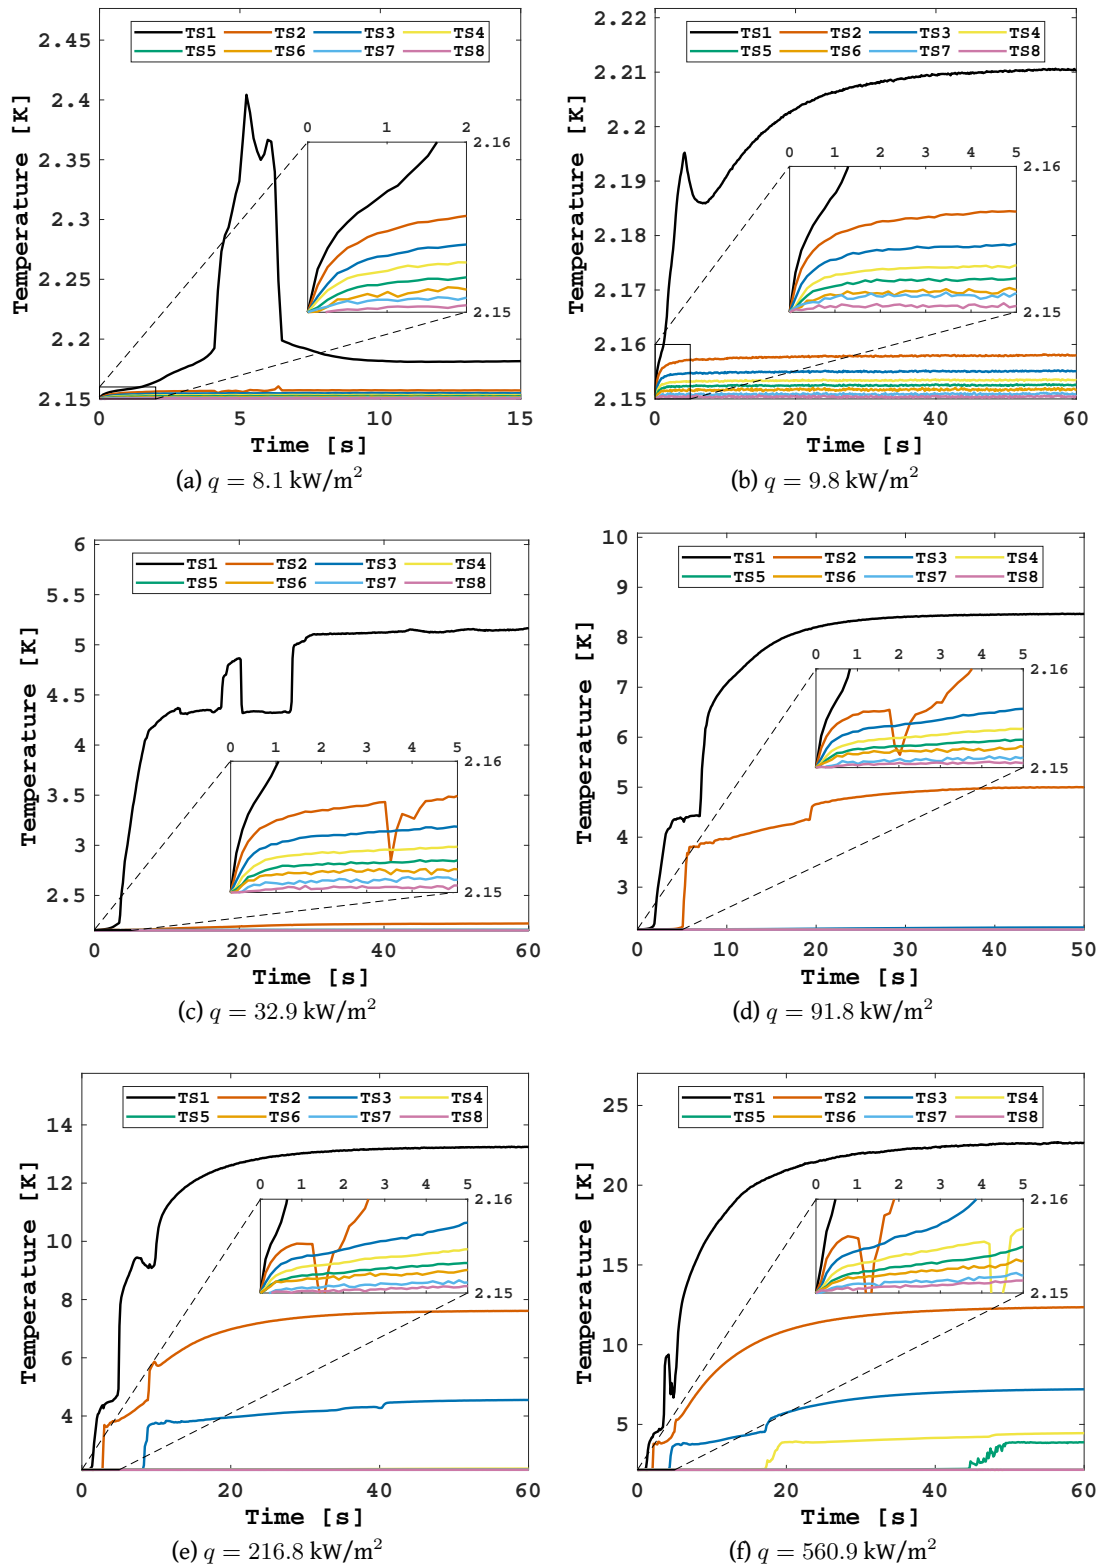 TS1 TS2 TS3 TS4
TS5 TS6 TS7 TS8
2.45
2.4
2.35
2.3
2.25
2.2
2.15
Temperature [K]
0 1 2
2.16
2.15
0 5 10 15
Time [s]
(a) q = 8.1 kW/m²
TS1 TS2 TS3 TS4
TS5 TS6 TS7 TS8
2.22
2.21
2.2
2.19
2.18
2.17
2.16
2.15
Temperature [K]
0 1 2 3 4 5
2.16
2.15
0 20 40 60
Time [s]
(b) q = 9.8 kW/m²
TS1 TS2 TS3 TS4
TS5 TS6 TS7 TS8
6
5.5
5
4.5
4
3.5
3
2.5
Temperature [K]
0 1 2 3 4 5
2.16
2.15
0 20 40 60
Time [s]
(c) q = 32.9 kW/m²
TS1 TS2 TS3 TS4
TS5 TS6 TS7 TS8
10
9
8
7
6
5
4
3
Temperature [K]
0 1 2 3 4 5
2.16
2.15
0 10 20 30 40 50
Time [s]
(d) q = 91.8 kW/m²
TS1 TS2 TS3 TS4
TS5 TS6 TS7 TS8
14
12
10
8
6
4
Temperature [K]
0 1 2 3 4 5
2.16
2.15
0 20 40 60
Time [s]
(e) q = 216.8 kW/m²
TS1 TS2 TS3 TS4
TS5 TS6 TS7 TS8
25
20
15
10
5
Temperature [K]
0 1 2 3 4 5
2.16
2.15
0 20 40 60
Time [s]
(f) q = 560.9 kW/m²